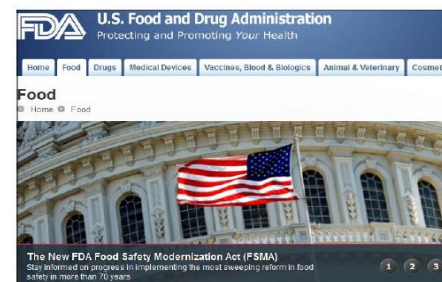 FDA U.S. Food and Drug Administration
Protecting and Promoting Your Health
Home Food Drugs Medical Devices Vaccines, Blood & Biologics Animal & Veterinary Cosmet
Food
Home Food
The New FDA Food Safety Modernization Act (FSMA)
Stay informed on progress in implementing the most sweeping reform in food
safety in more than 70 years
1 2 3